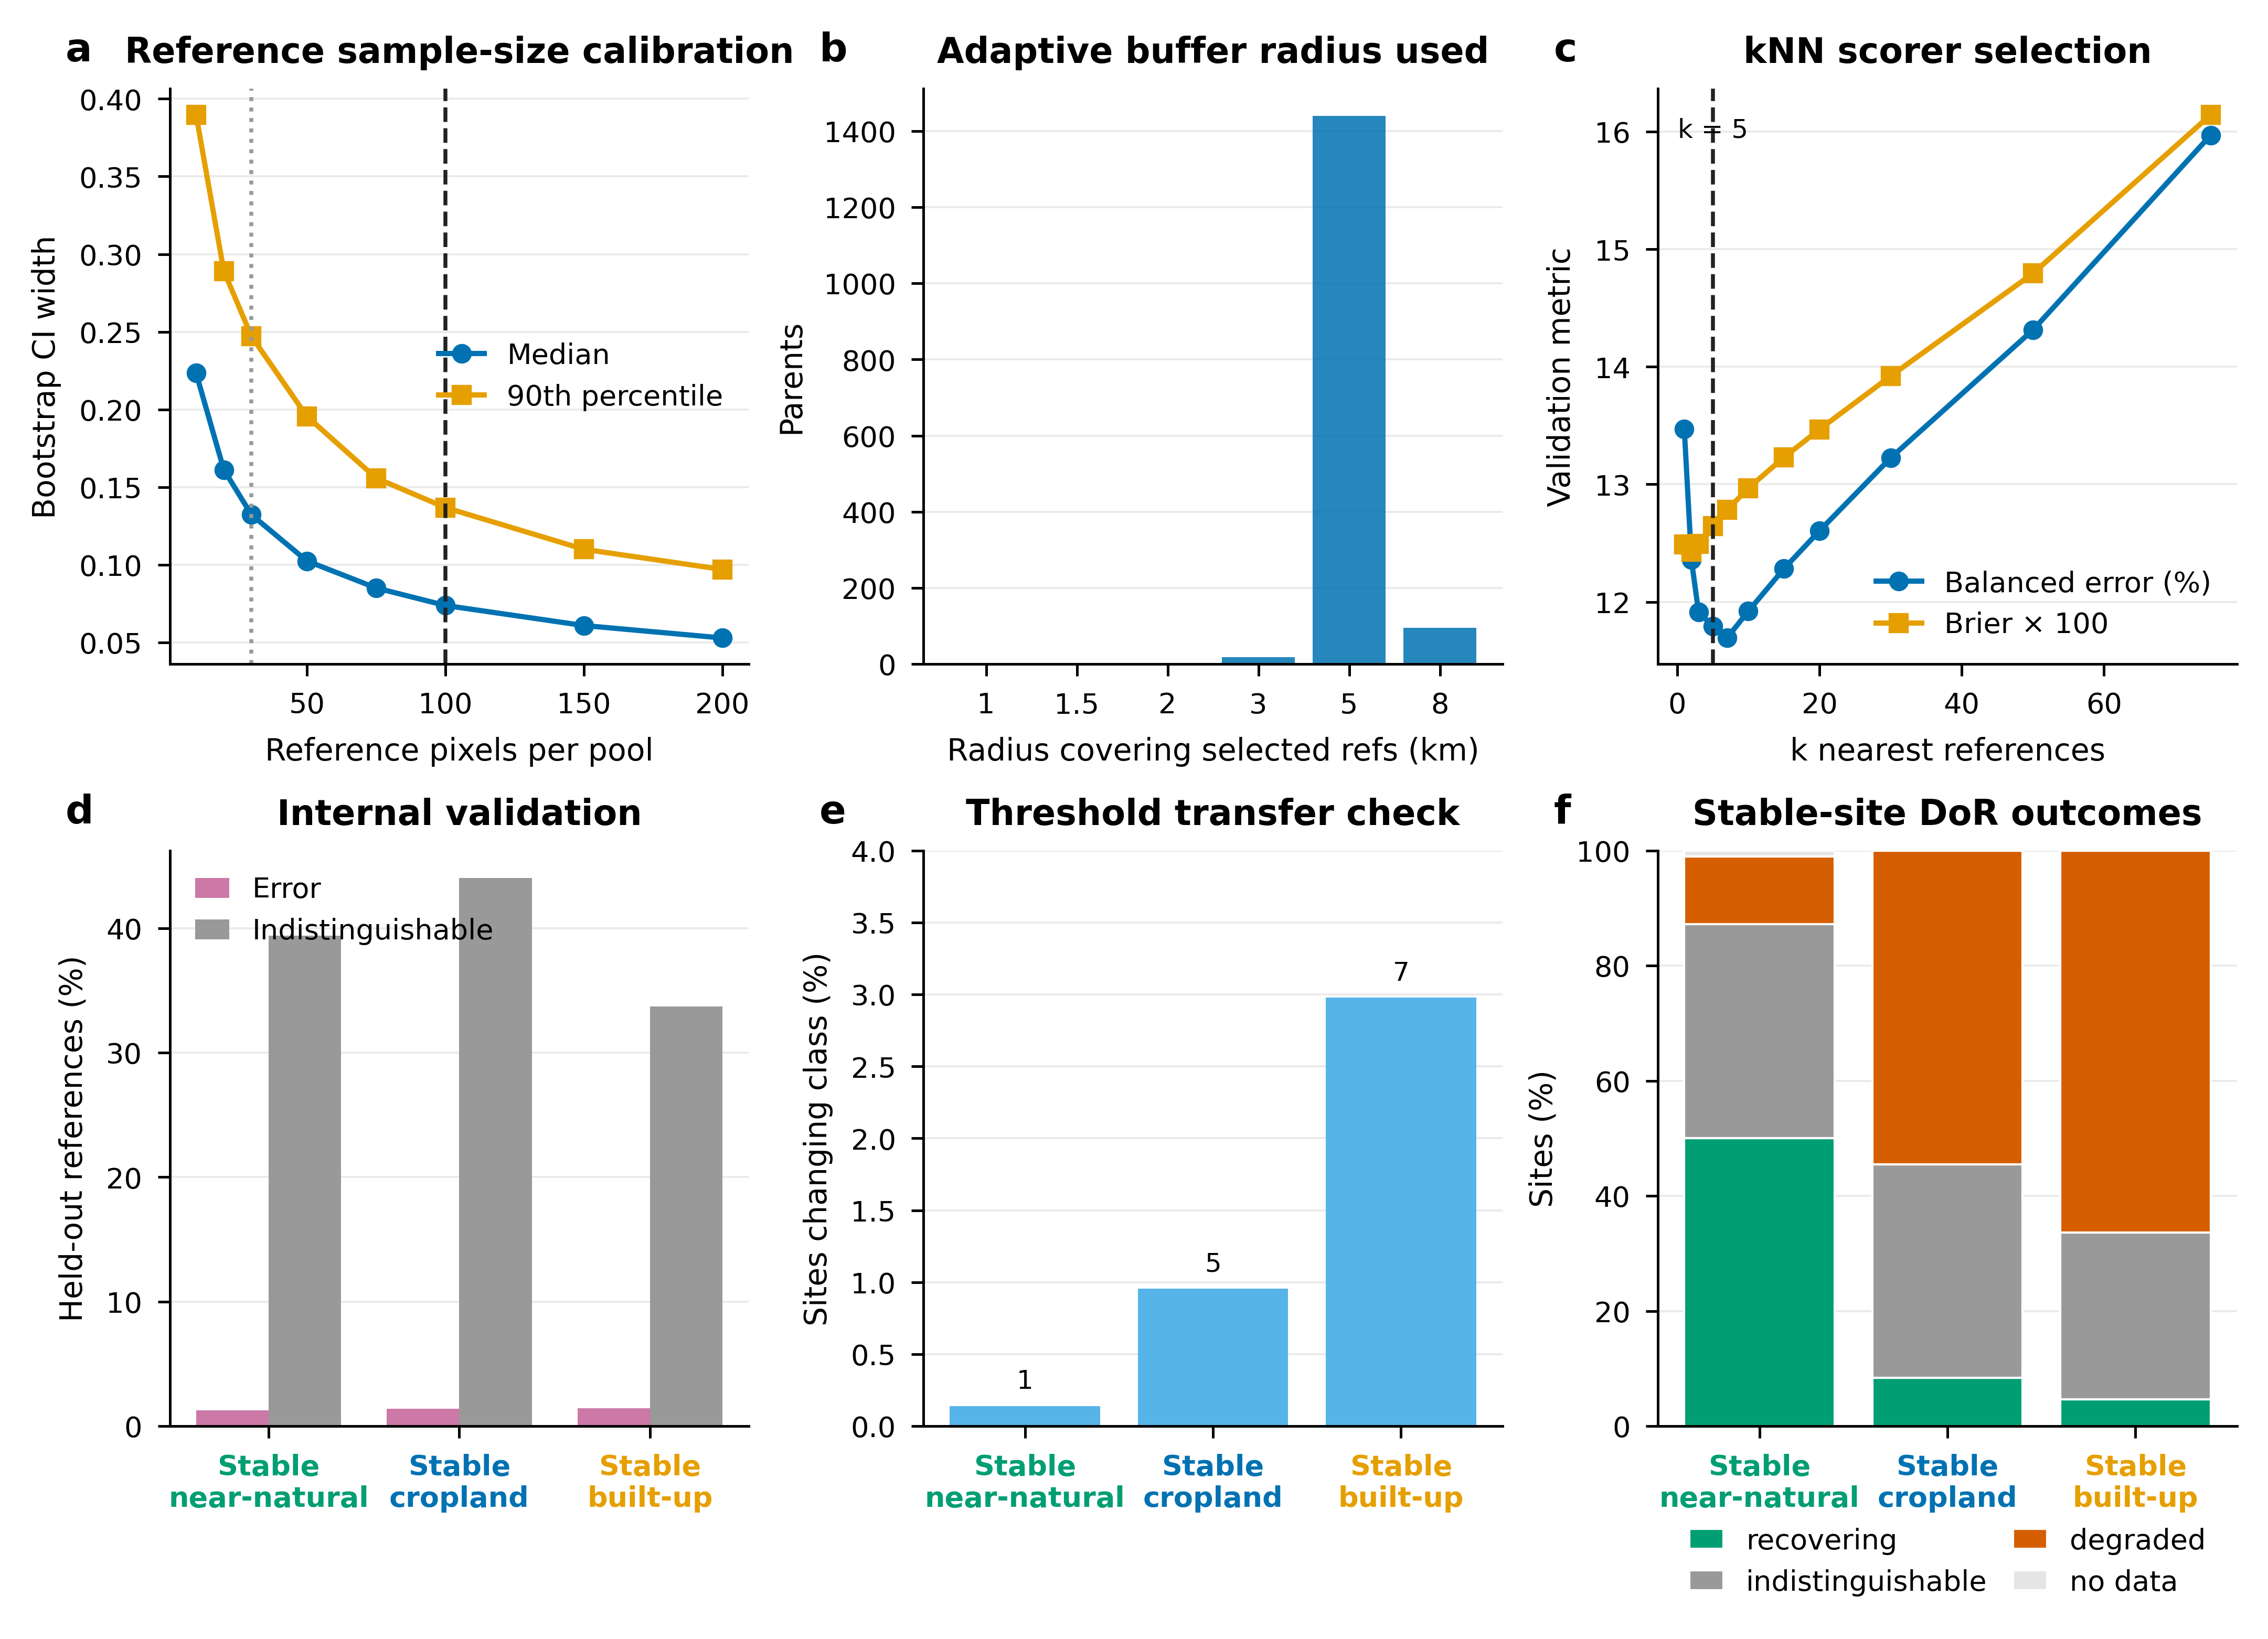 a Reference sample-size calibration
0.40
0.35
0.30
0.25
0.20
0.15
0.10
0.05
Bootstrap CI width
Median
90th percentile
50 100 150 200
Reference pixels per pool
b Adaptive buffer radius used
1400
1200
1000
800
600
400
200
0
Parents
1 1.5 2 3 5 8
Radius covering selected refs (km)
c kNN scorer selection
16
15
14
13
12
Validation metric
k = 5
Balanced error (%)
Brier × 100
0 20 40 60
k nearest references
d Internal validation
40
30
20
10
0
Held-out references (%)
Error
Indistinguishable
Stable Stable Stable
near-natural cropland built-up
e Threshold transfer check
4.0
3.5
3.0
2.5
2.0
1.5
1.0
0.5
0.0
Sites changing class (%)
1
5
7
Stable Stable Stable
near-natural cropland built-up
f Stable-site DoR outcomes
100
80
60
40
20
0
Sites (%)
Stable Stable Stable
near-natural cropland built-up
recovering degraded
indistinguishable no data